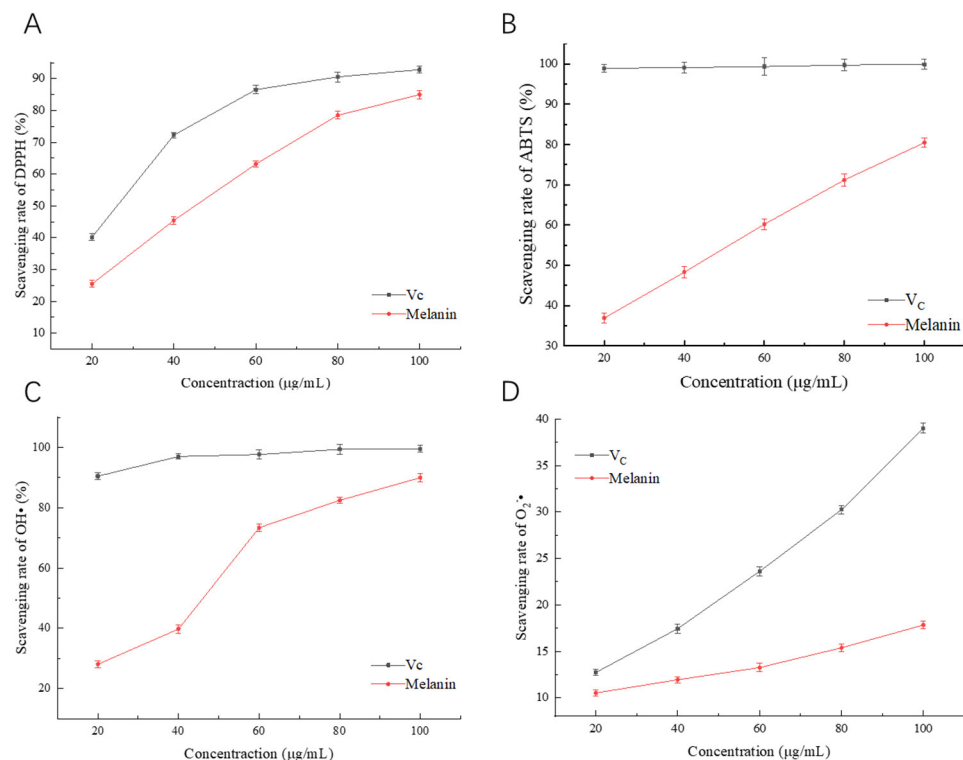 A
Scavenging rate of DPPH (%)
90
80
70
60
50
40
30
20
10
Vc
Melanin
20 40 60 80 100
Concentraction (μg/mL)
B
Scavenging rate of ABTS (%)
100
90
80
70
60
50
40
30
V_C
Melanin
20 40 60 80 100
Concentration (μg/mL)
C
Scavenging rate of OH• (%)
100
80
60
40
20
Vc
Melanin
20 40 60 80 100
Concentraction (μg/mL)
D
Scavenging rate of O₂⁻•
40
35
30
25
20
15
10
V_C
Melanin
20 40 60 80 100
Concentration (μg/mL)